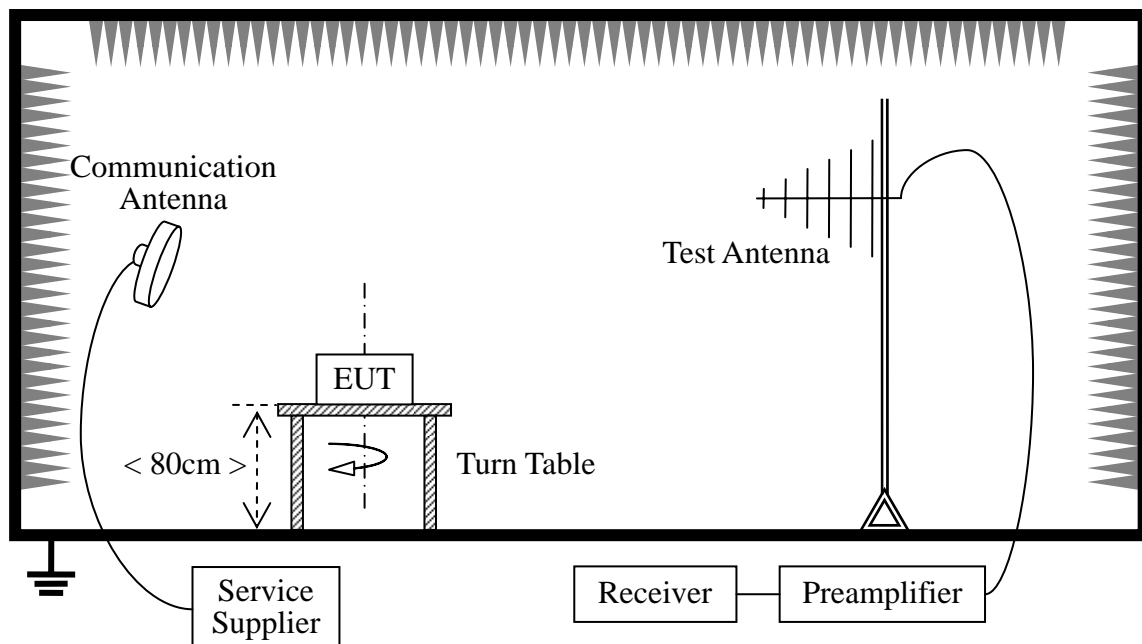 Communication
Antenna
Test Antenna
EUT
< 80cm >
Turn Table
Service
Supplier
Receiver
Preamplifier